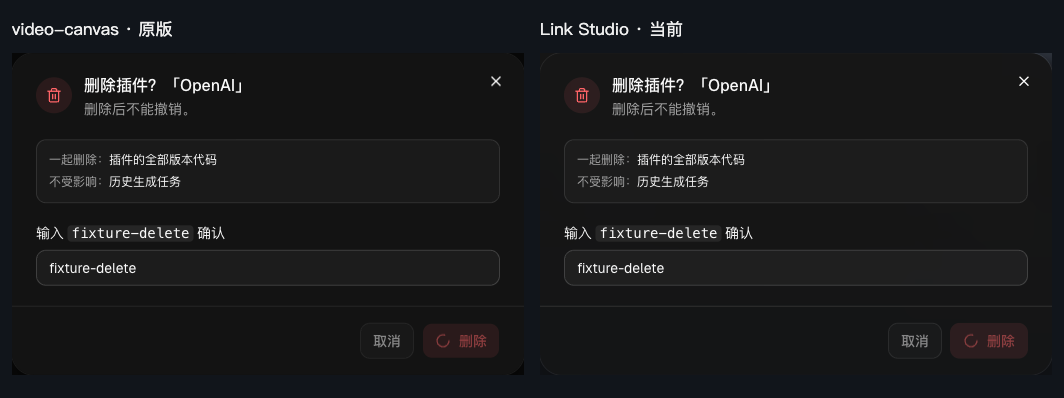 video-canvas · 原版
删除插件？「OpenAI」
删除后不能撤销。
一起删除：插件的全部版本代码
不受影响：历史生成任务
输入 fixture-delete 确认
fixture-delete
取消 删除
Link Studio · 当前
删除插件？「OpenAI」
删除后不能撤销。
一起删除：插件的全部版本代码
不受影响：历史生成任务
输入 fixture-delete 确认
fixture-delete
取消 删除